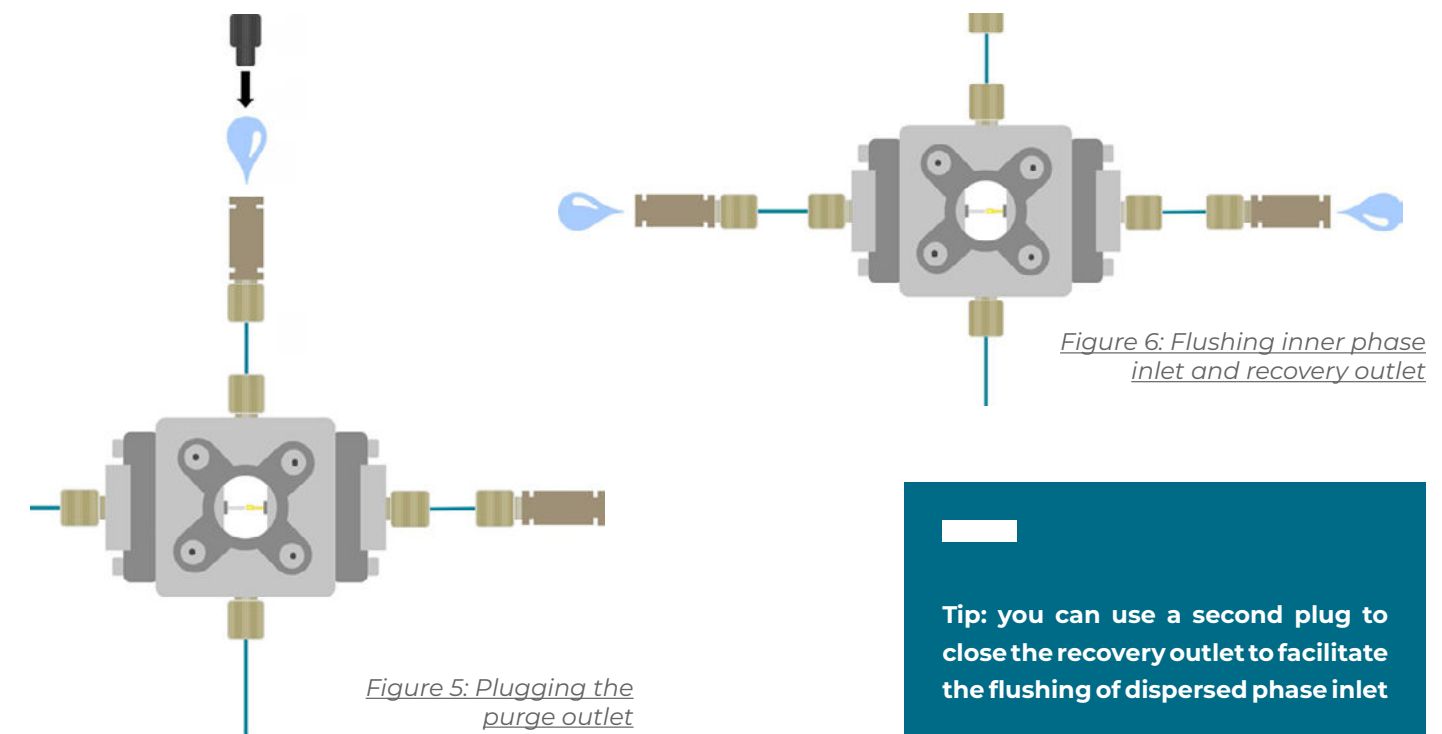 Figure 6: Flushing inner phase
inlet and recovery outlet
Tip: you can use a second plug to
close the recovery outlet to facilitate
the flushing of dispersed phase inlet
Figure 5: Plugging the
purge outlet